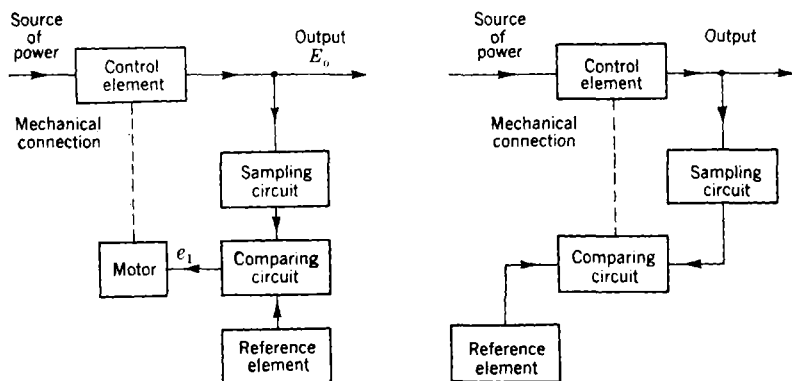 Source
of
power
Control
element
Output
E_o
Mechanical
connection
Sampling
circuit
Motor
e_1
Comparing
circuit
Reference
element
Source
of
power
Control
element
Output
Mechanical
connection
Sampling
circuit
Comparing
circuit
Reference
element